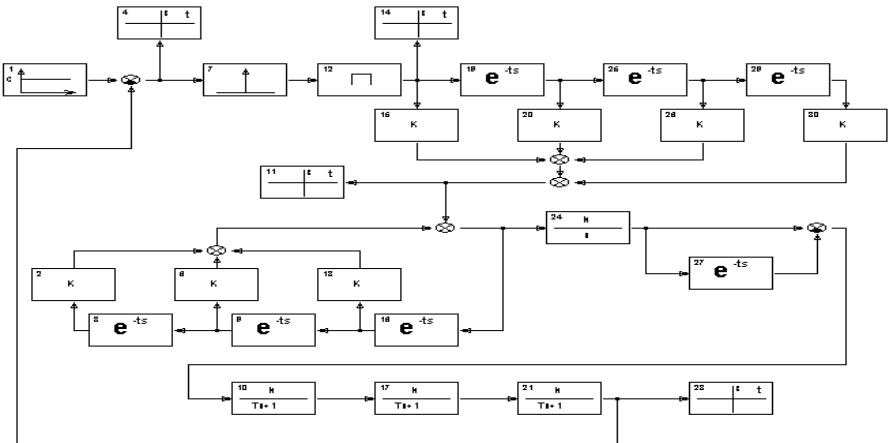 4 t
14 t
1
7
12
19 e -ts
26 e -ts
29 e -ts
15 K
20 K
28 K
30 K
11 t
24
2 K
6 K
13 K
27 e -ts
3 e -ts
9 e -ts
16 e -ts
10 k
17 k
21 k
23 t
Ts+1
Ts+1
Ts+1